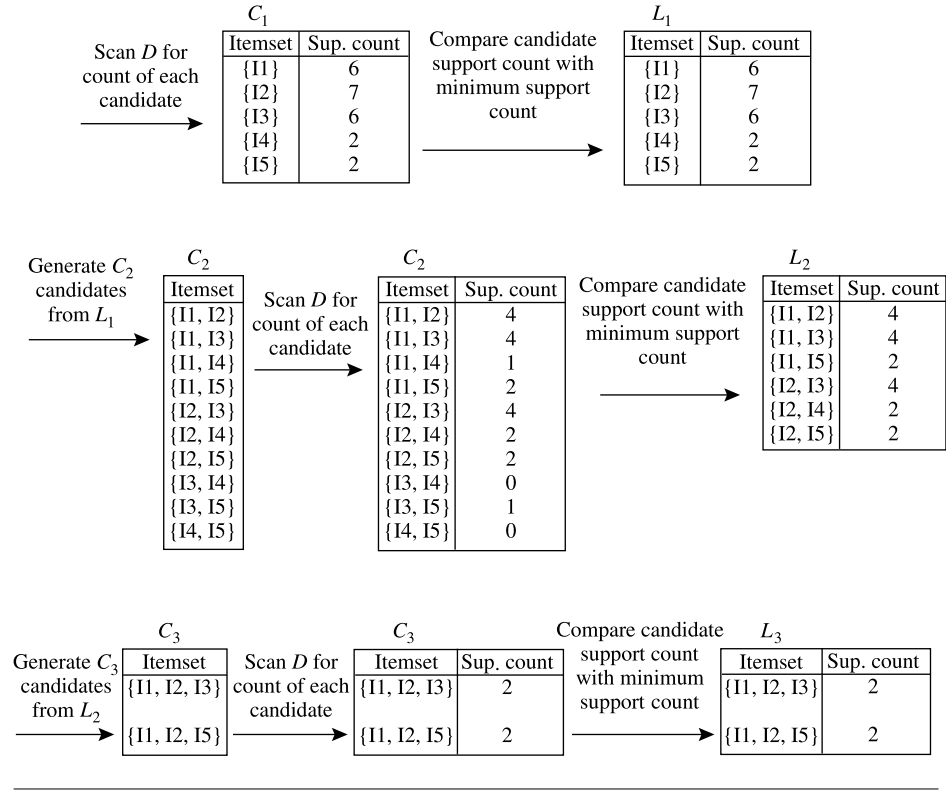 C1
Scan D for
count of each
candidate
Itemset Sup. count
{I1} 6
{I2} 7
{I3} 6
{I4} 2
{I5} 2
Compare candidate
support count with
minimum support
count
L1
Itemset Sup. count
{I1} 6
{I2} 7
{I3} 6
{I4} 2
{I5} 2
Generate C2
candidates
from L1
C2
Itemset
{I1, I2}
{I1, I3}
{I1, I4}
{I1, I5}
{I2, I3}
{I2, I4}
{I2, I5}
{I3, I4}
{I3, I5}
{I4, I5}
Scan D for
count of each
candidate
C2
Itemset Sup. count
{I1, I2} 4
{I1, I3} 4
{I1, I4} 1
{I1, I5} 2
{I2, I3} 4
{I2, I4} 2
{I2, I5} 2
{I3, I4} 0
{I3, I5} 1
{I4, I5} 0
Compare candidate
support count with
minimum support
count
L2
Itemset Sup. count
{I1, I2} 4
{I1, I3} 4
{I1, I5} 2
{I2, I3} 4
{I2, I4} 2
{I2, I5} 2
Generate C3
candidates
from L2
C3
Itemset
{I1, I2, I3}
{I1, I2, I5}
Scan D for
count of each
candidate
C3
Itemset Sup. count
{I1, I2, I3} 2
{I1, I2, I5} 2
Compare candidate
support count
with minimum
support count
L3
Itemset Sup. count
{I1, I2, I3} 2
{I1, I2, I5} 2